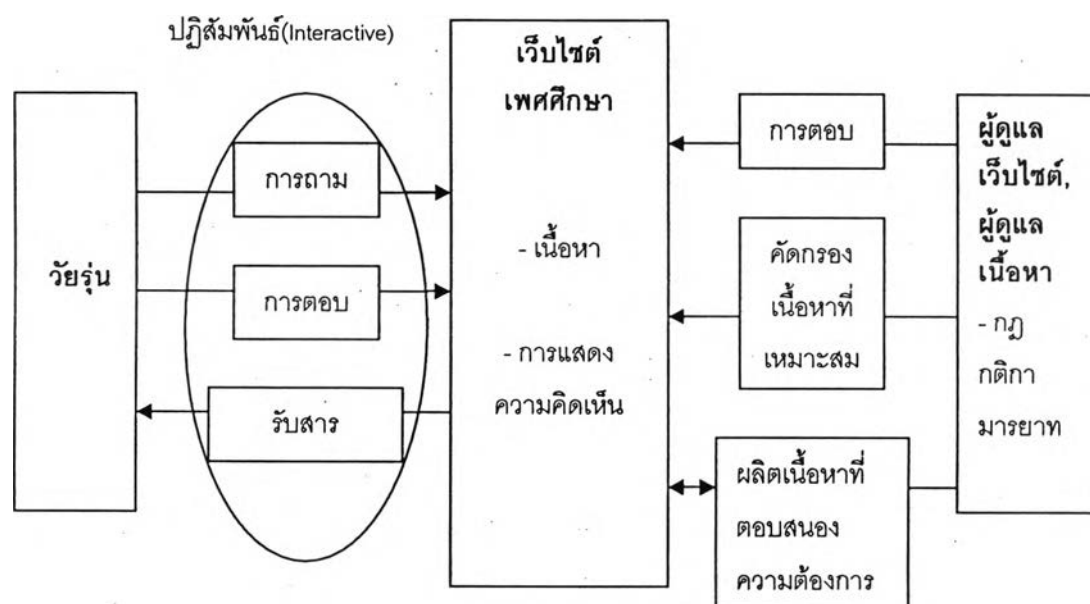 ปฏิสัมพันธ์(Interactive)
วัยรุ่น
การถาม
การตอบ
รับสาร
เว็บไซต์
เพศศึกษา
- เนื้อหา
- การแสดง
ความคิดเห็น
การตอบ
คัดกรอง
เนื้อหาที่
เหมาะสม
ผลิตเนื้อหาที่
ตอบสนอง
ความต้องการ
ผู้ดูแล
เว็บไซต์,
ผู้ดูแล
เนื้อหา
- กฎ
กติกา
มารยาท